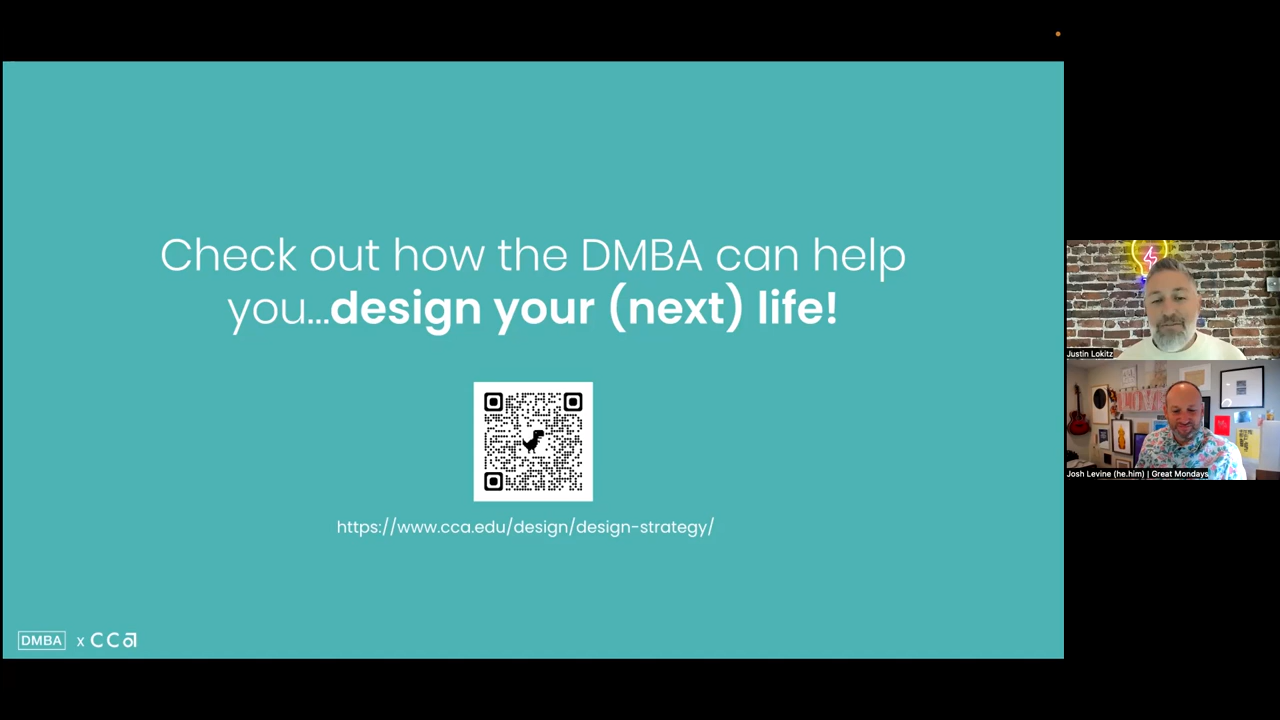 Check out how the DMBA can help
you...design your (next) life!
https://www.cca.edu/design/design-strategy/
DMBA x CCA
Justin Lokitz
Josh Levine (he.him) | Great Mondays